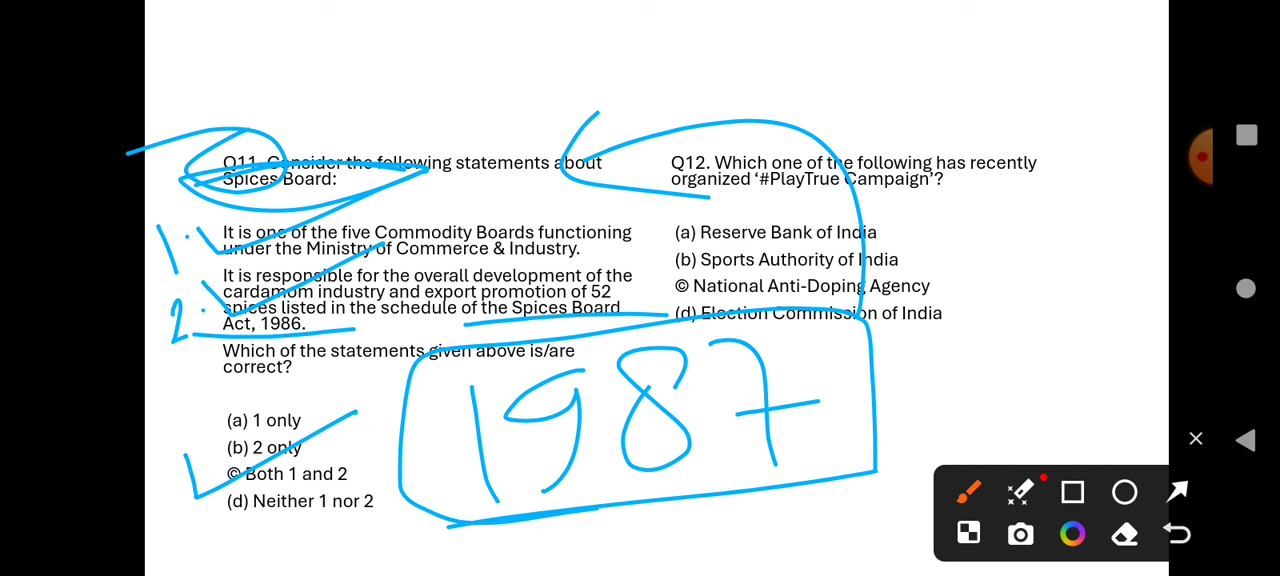 Q11. Consider the following statements about
Spices Board:
1.
It is one of the five Commodity Boards functioning
under the Ministry of Commerce & Industry.
2.
It is responsible for the overall development of the
cardamom industry and export promotion of 52
spices listed in the schedule of the Spices Board
Act, 1986.
Which of the statements given above is/are
correct?
(a) 1 only
(b) 2 only
© Both 1 and 2
(d) Neither 1 nor 2
1987
Q12. Which one of the following has recently
organized ‘#PlayTrue Campaign’?
(a) Reserve Bank of India
(b) Sports Authority of India
© National Anti-Doping Agency
(d) Election Commission of India